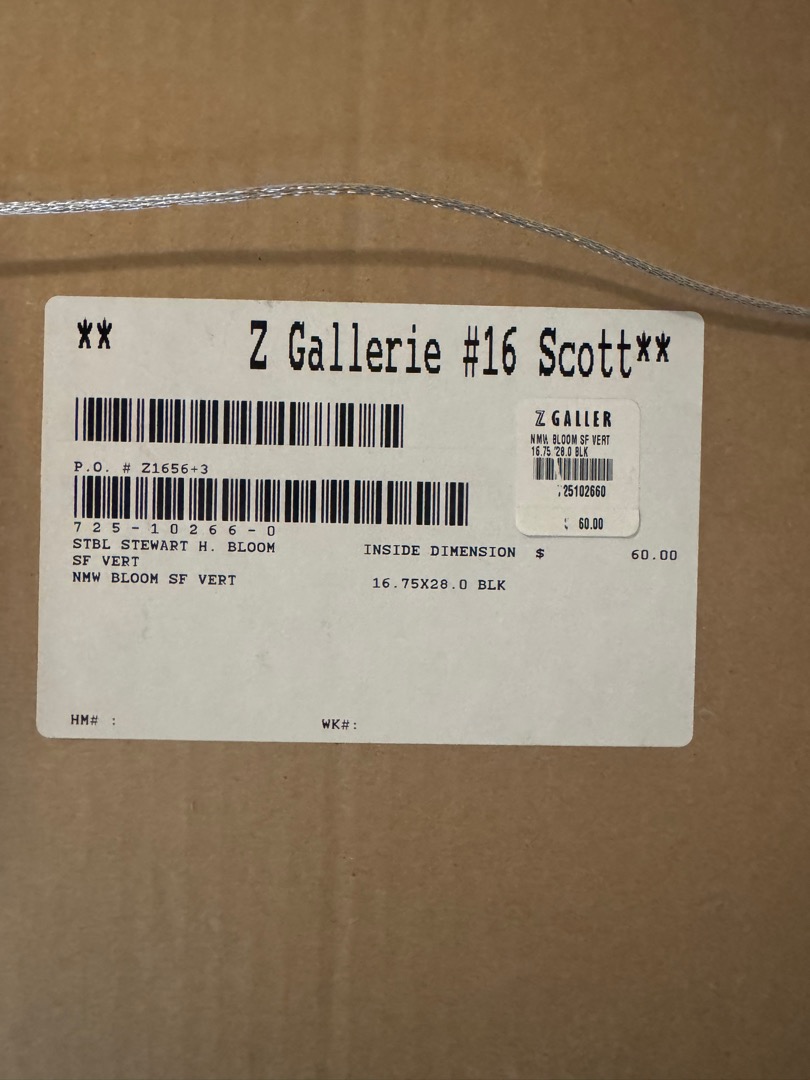 ** Z Gallerie #16 Scott**
P.O. # Z1656+3
725-10266-0
STBL STEWART H. BLOOM
SF VERT
NMW BLOOM SF VERT
INSIDE DIMENSION $ 60.00
16.75X28.0 BLK
Z GALLER
NMW BLOOM SF VERT
16.75 28.0 BLK
725102660
60.00
HM# :
WK#: